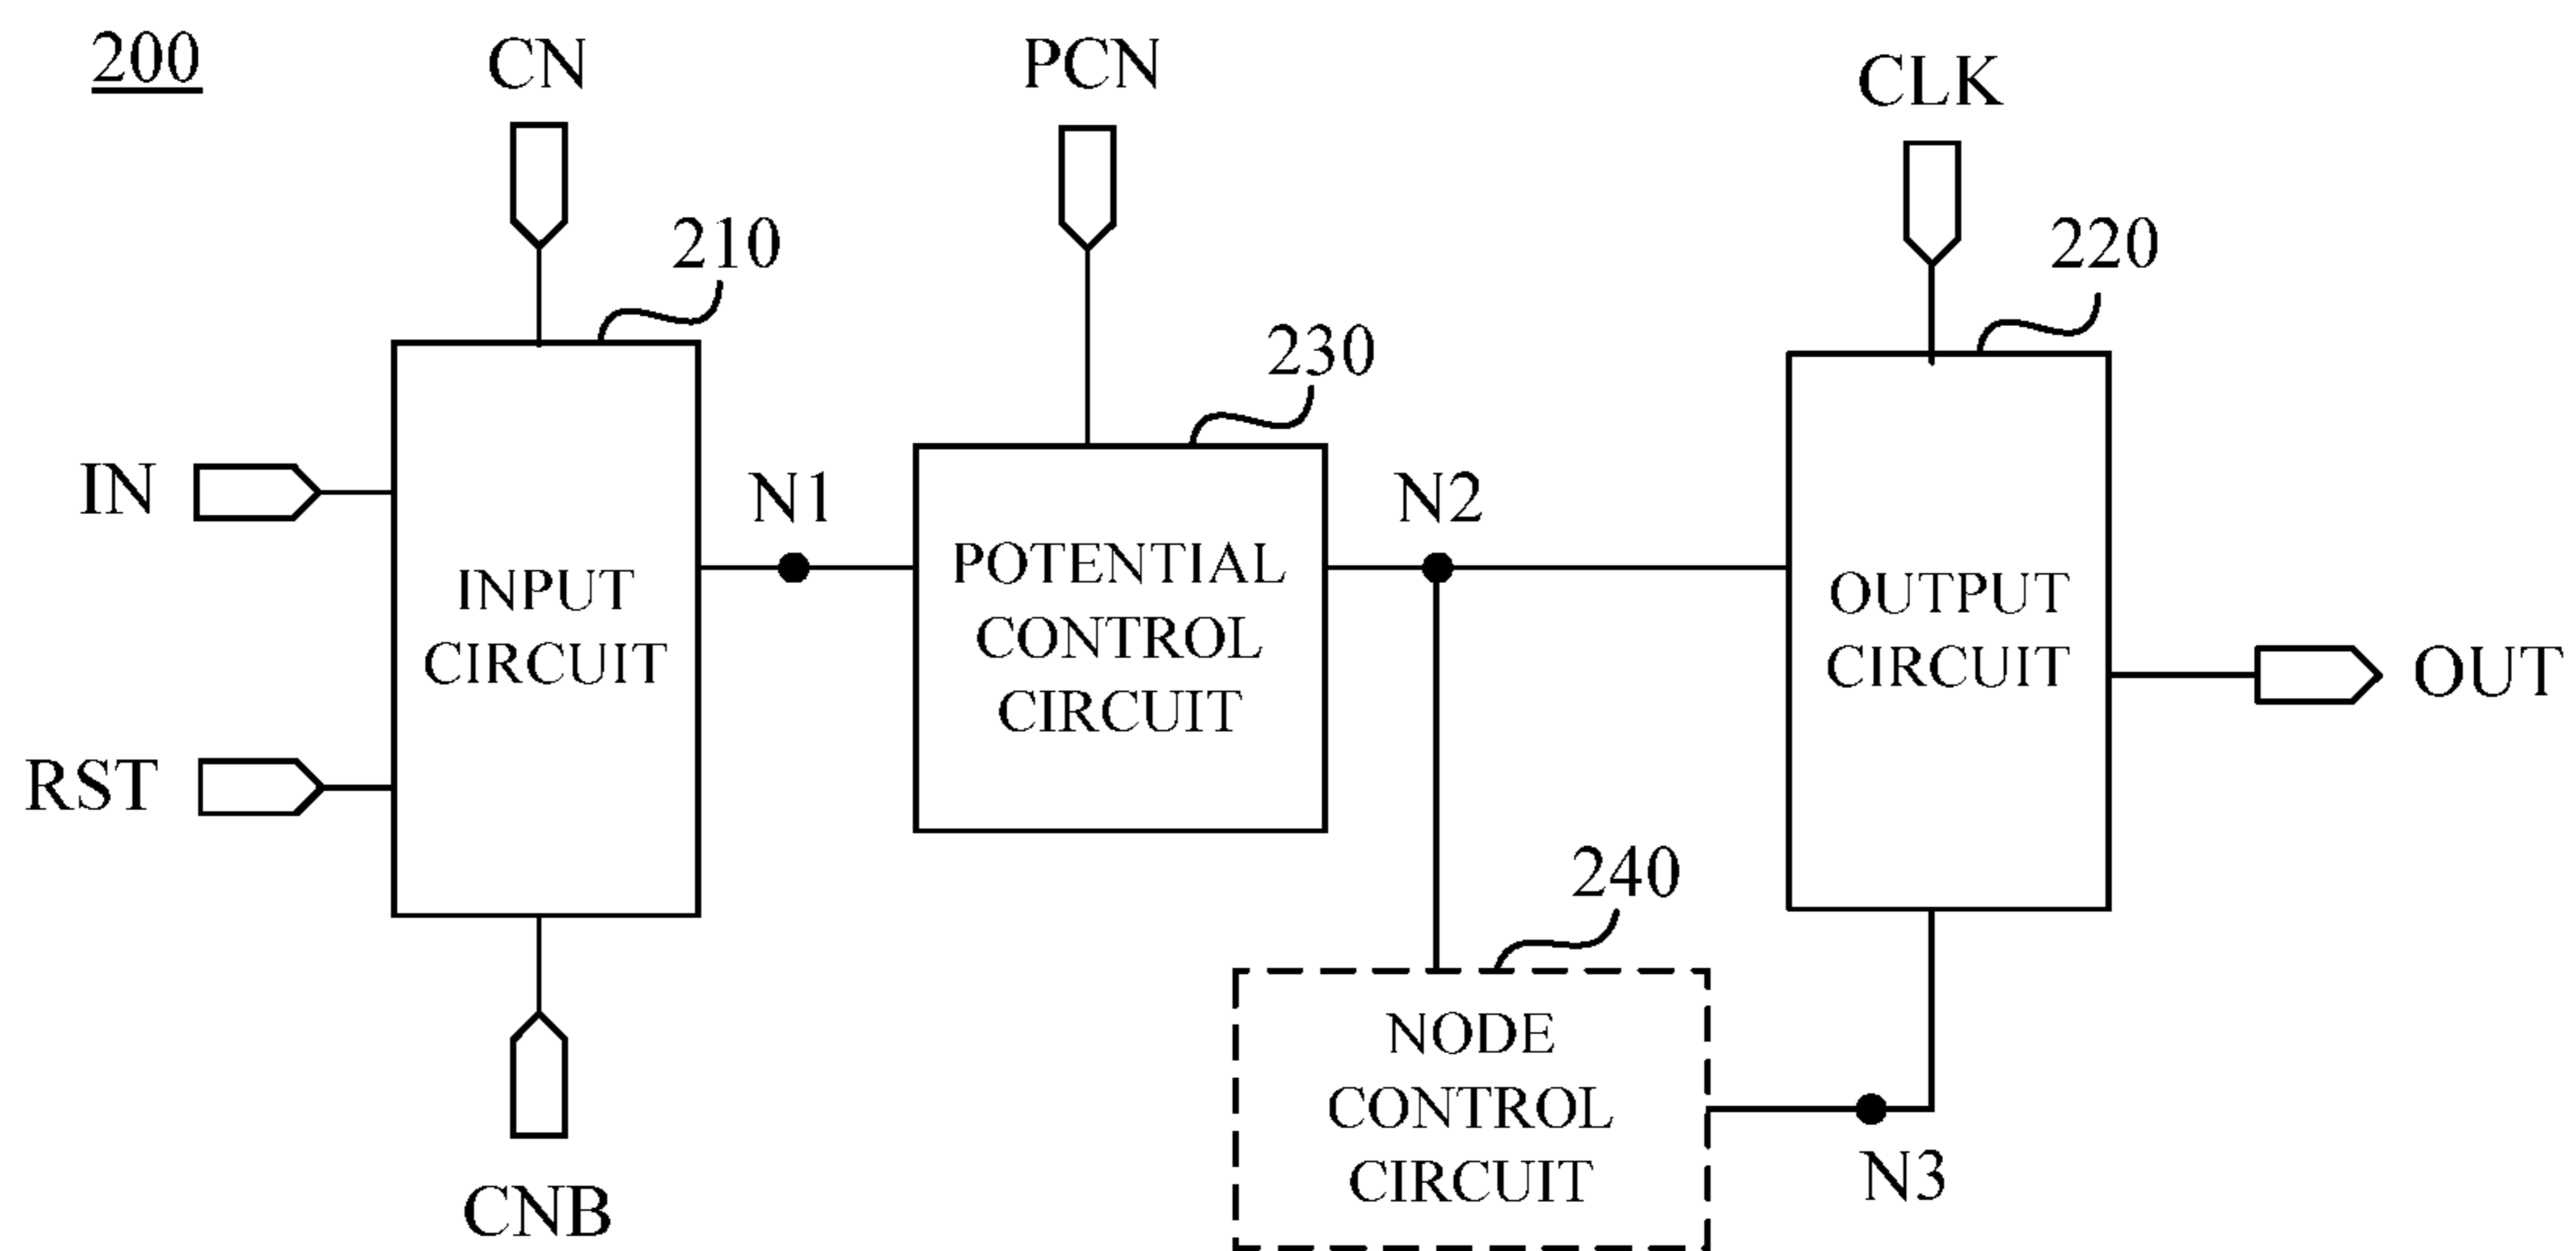 200
CN
PCN
CLK
210
220
230
IN
N1
N2
POTENTIAL
CONTROL
CIRCUIT
INPUT
CIRCUIT
OUTPUT
CIRCUIT
OUT
RST
240
NODE
CONTROL
CIRCUIT
N3
CNB